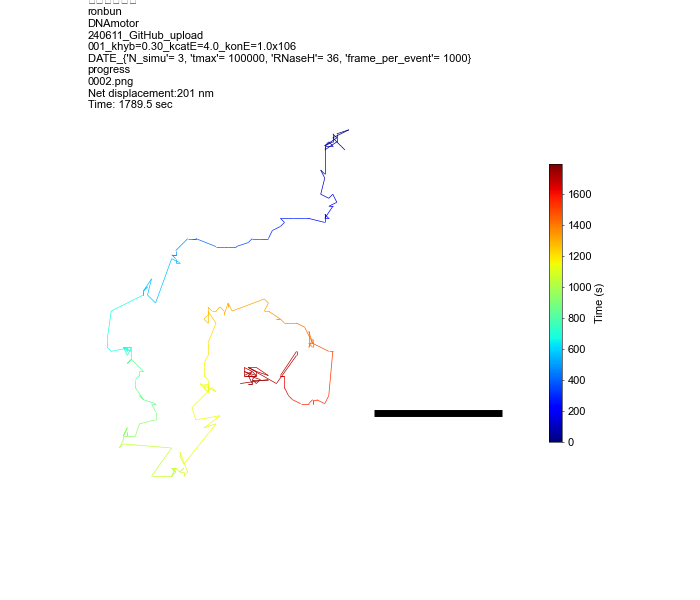 ronbun
DNAmotor
240611_GitHub_upload
001_khyb=0.30_kcatE=4.0_konE=1.0x106
DATE_{'N_simu'= 3, 'tmax'= 100000, 'RNaseH'= 36, 'frame_per_event'= 1000}
progress
0002.png
Net displacement:201 nm
Time: 1789.5 sec
1600
1400
1200
1000
800
600
400
200
0
Time (s)